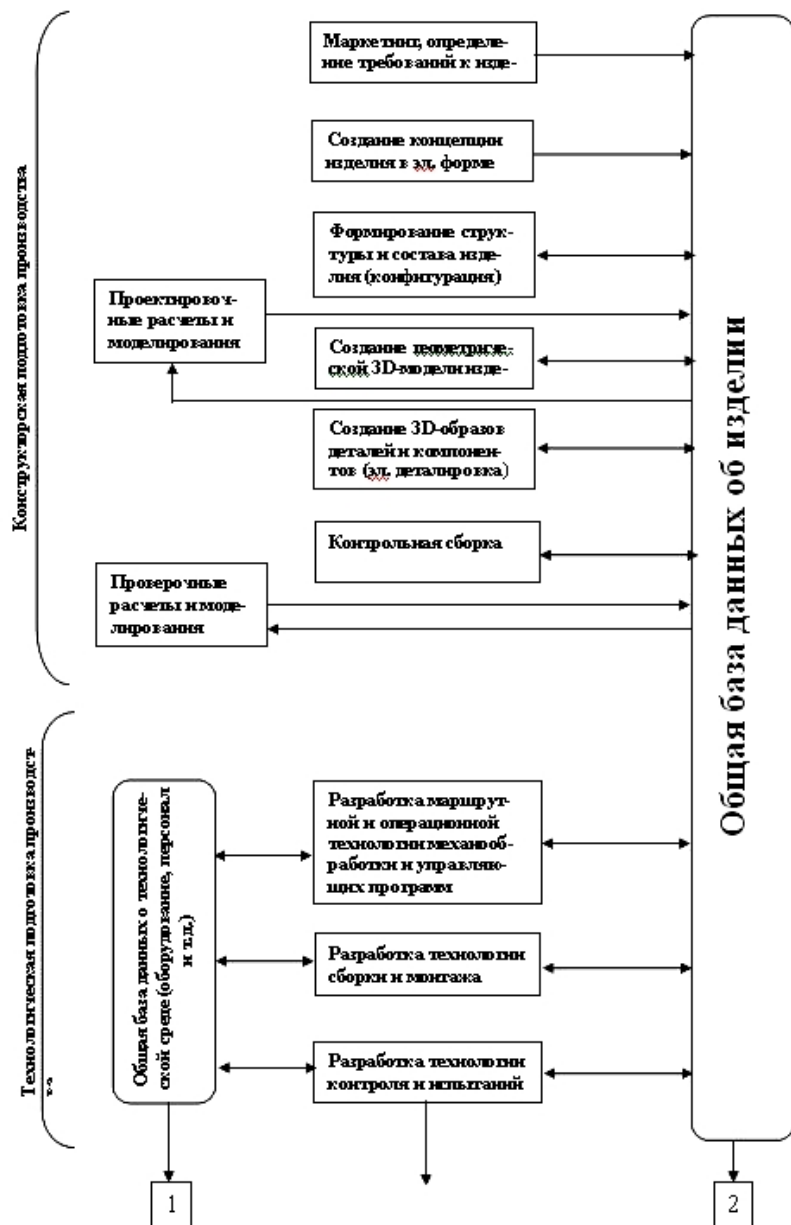 Маркетинг, определе-
ние требований к изде-
Создание концепции
изделия в эл. форме
Формирование струк-
туры и состава изде-
лия (конфигурация)
Проектировоч-
ные расчеты и
моделирования
Создание геометриче-
ской 3D-модели изде-
Создание 3D-образов
деталей и компонен-
тов (эл. деталировка)
Контрольная сборка
Проверочные
расчеты и моде-
лирования
Конструкторская подготовка производства
Общая база данных об изделии
Технологическая подготовка производст-
Общая база данных о технологиче-
ской среде (оборудование, персонал
и т.д.)
Разработка маршрут-
ной и операционной
технологии механооб-
работки и управляю-
щих программ
Разработка технологии
сборки и монтажа
Разработка технологии
контроля и испытаний
1
2